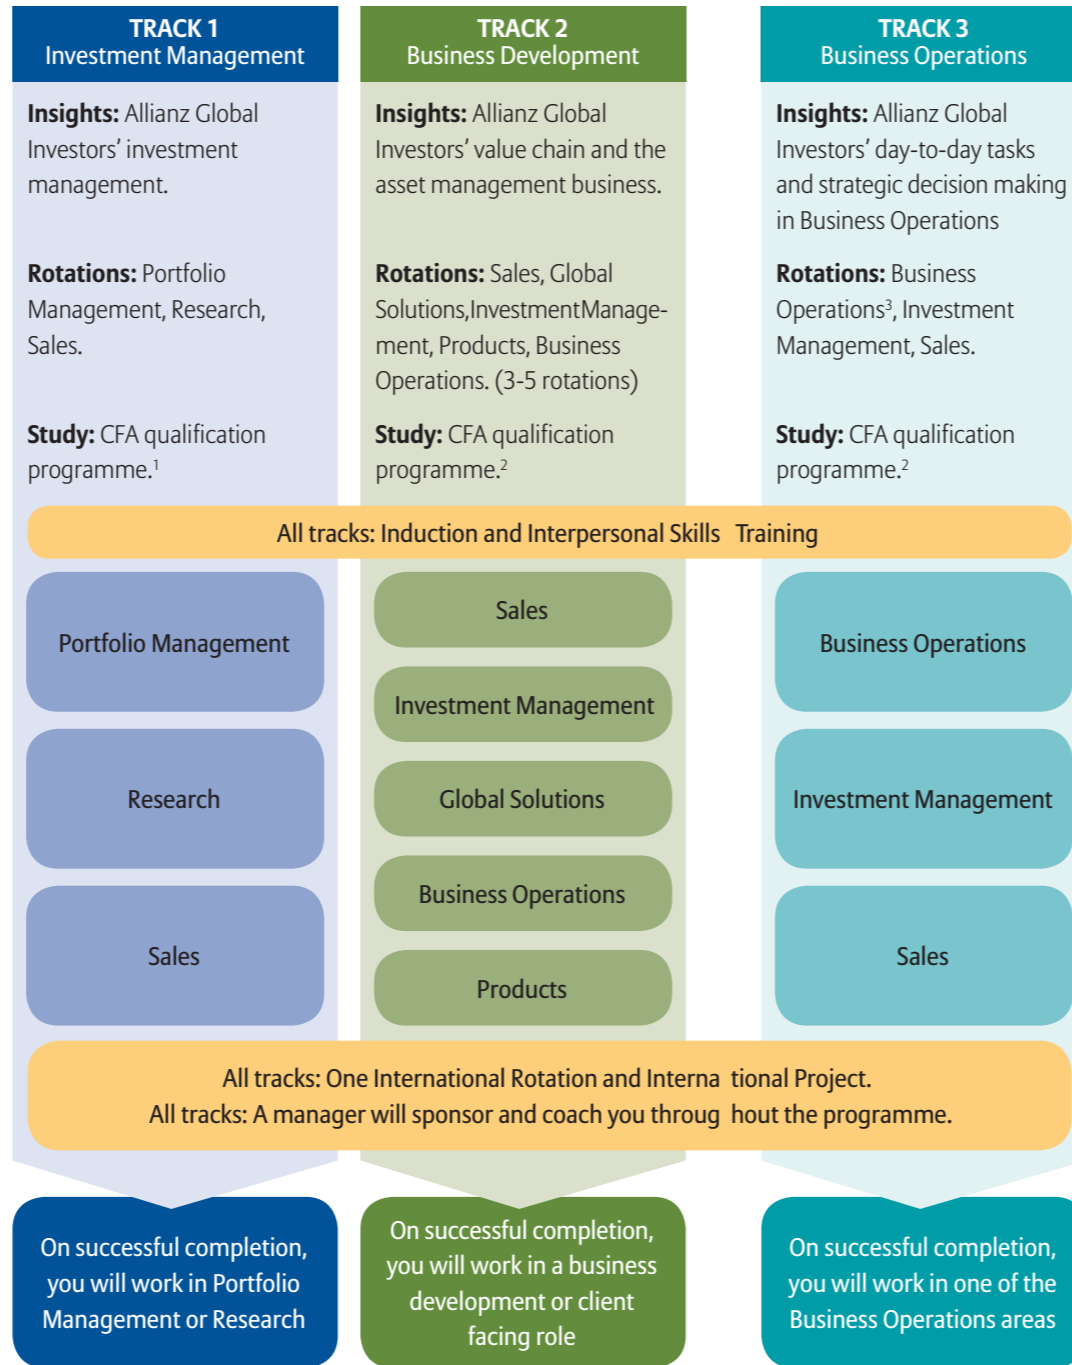 TRACK 1
Investment Management
Insights: Allianz Global
Investors’ investment
management.
Rotations: Portfolio
Management, Research,
Sales.
Study: CFA qualification
programme.1
TRACK 2
Business Development
Insights: Allianz Global
Investors’ value chain and the
asset management business.
Rotations: Sales, Global
Solutions,InvestmentManage-
ment, Products, Business
Operations. (3-5 rotations)
Study: CFA qualification
programme.2
TRACK 3
Business Operations
Insights: Allianz Global
Investors’ day-to-day tasks
and strategic decision making
in Business Operations
Rotations: Business
Operations3, Investment
Management, Sales.
Study: CFA qualification
programme.2
All tracks: Induction and Interpersonal Skills Training
Portfolio Management
Research
Sales
Sales
Investment Management
Global Solutions
Business Operations
Products
Business Operations
Investment Management
Sales
All tracks: One International Rotation and Interna tional Project.
All tracks: A manager will sponsor and coach you throug hout the programme.
On successful completion,
you will work in Portfolio
Management or Research
On successful completion,
you will work in a business
development or client
facing role
On successful completion,
you will work in one of the
Business Operations areas